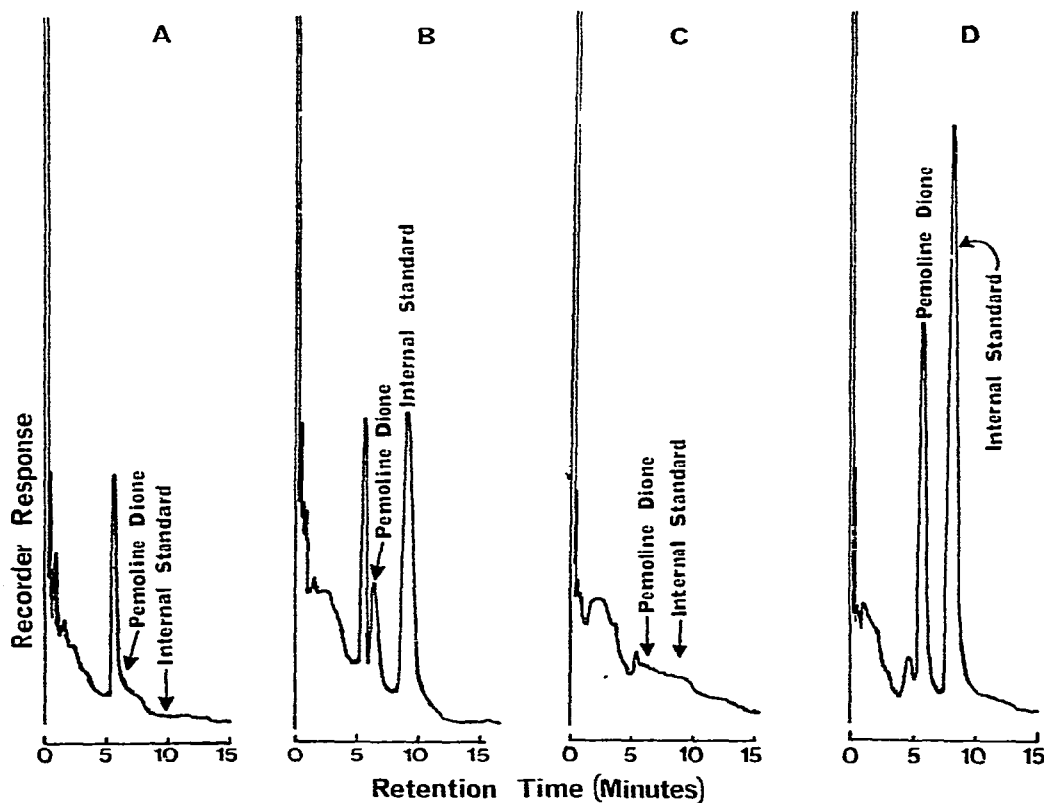 A
B
C
D
Recorder Response
Pemoline Dione
Internal Standard
Pemoline Dione
Internal Standard
Pemoline Dione
Internal Standard
Pemoline Dione
Internal Standard
0 5 10 15
0 5 10 15
0 5 10 15
0 5 10 15
Retention Time (Minutes)